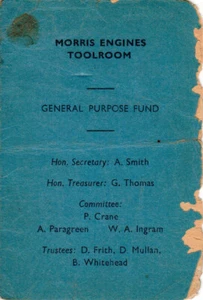 MORRIS ENGINES
TOOLROOM
GENERAL PURPOSE FUND
Hon. Secretary: A. Smith
Hon. Treasurer: G. Thomas
Committee:
P. Crane
A. Paragreen W. A. Ingram
Trustees: D. Frith, D. Mullan,
B. Whitehead